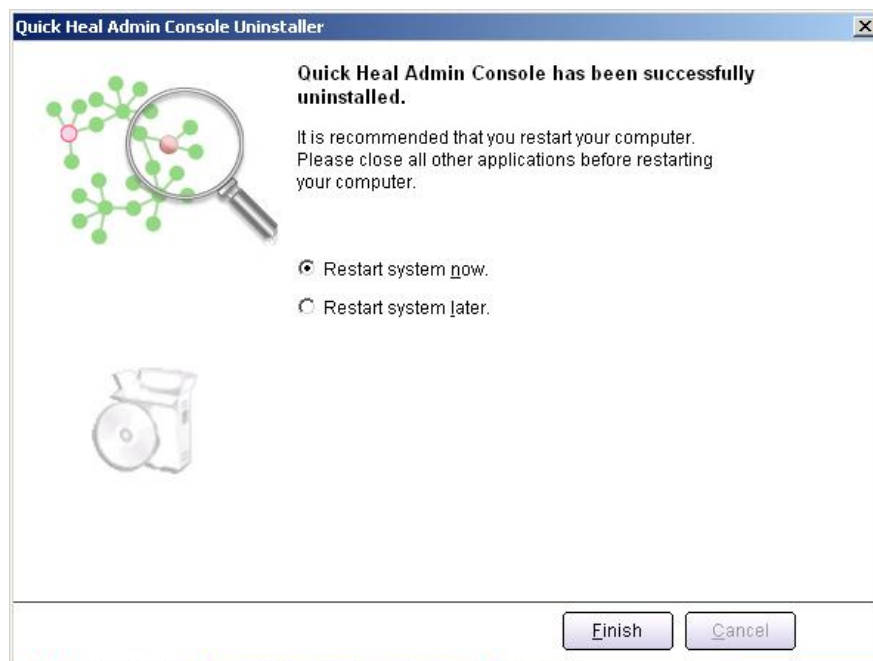 Quick Heal Admin Console Uninstaller
Quick Heal Admin Console has been successfully
uninstalled.
It is recommended that you restart your computer.
Please close all other applications before restarting
your computer.
Restart system now.
Restart system later.
Finish
Cancel